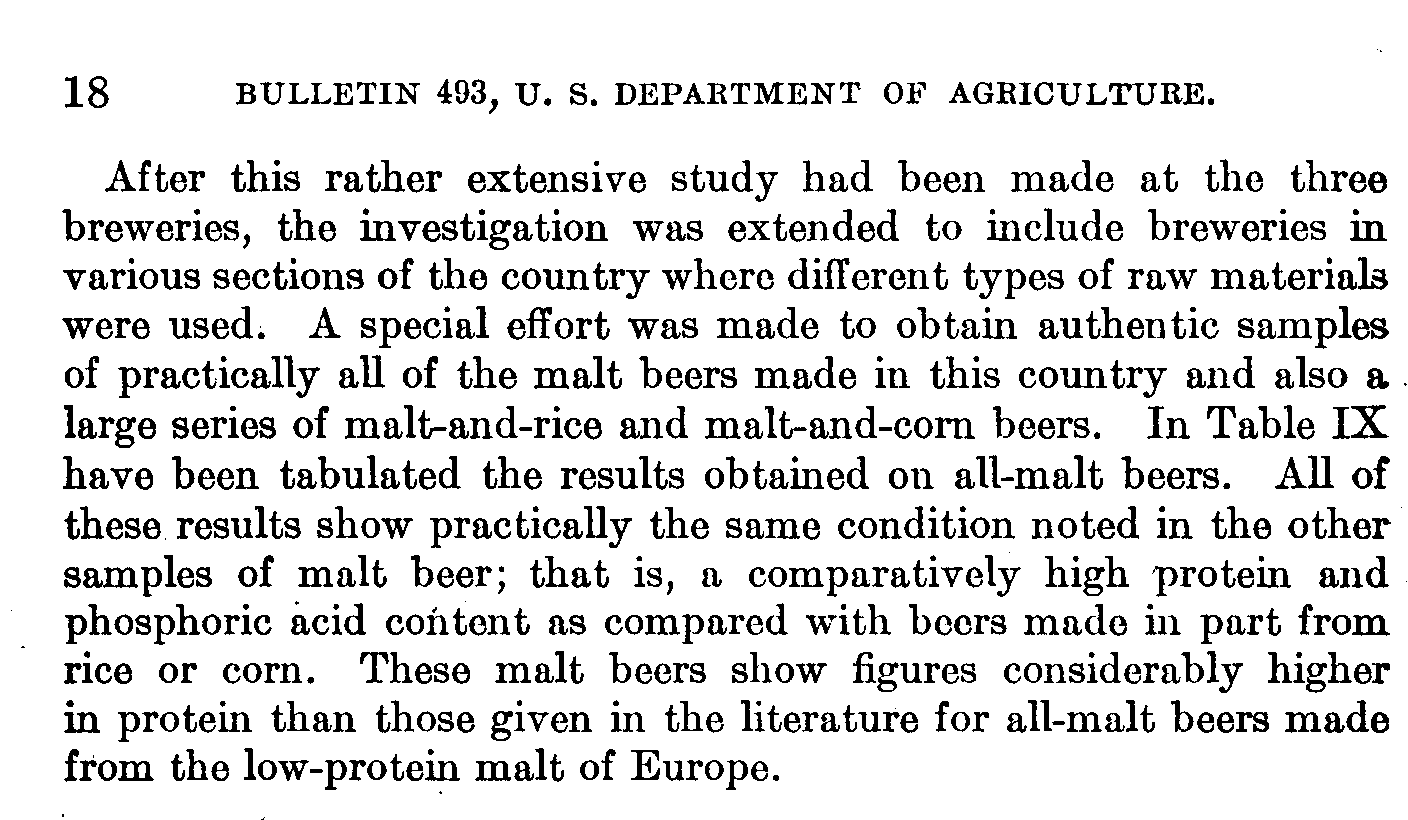 18 BULLETIN 493, U. S. DEPARTMENT OF AGRICULTURE.
After this rather extensive study had been made at the three
breweries, the investigation was extended to include breweries in
various sections of the country where different types of raw materials
were used. A special effort was made to obtain authentic samples
of practically all of the malt beers made in this country and also a
large series of malt-and-rice and malt-and-corn beers. In Table IX
have been tabulated the results obtained on all-malt beers. All of
these results show practically the same condition noted in the other
samples of malt beer; that is, a comparatively high protein and
phosphoric acid content as compared with beers made in part from
rice or corn. These malt beers show figures considerably higher
in protein than those given in the literature for all-malt beers made
from the low-protein malt of Europe.